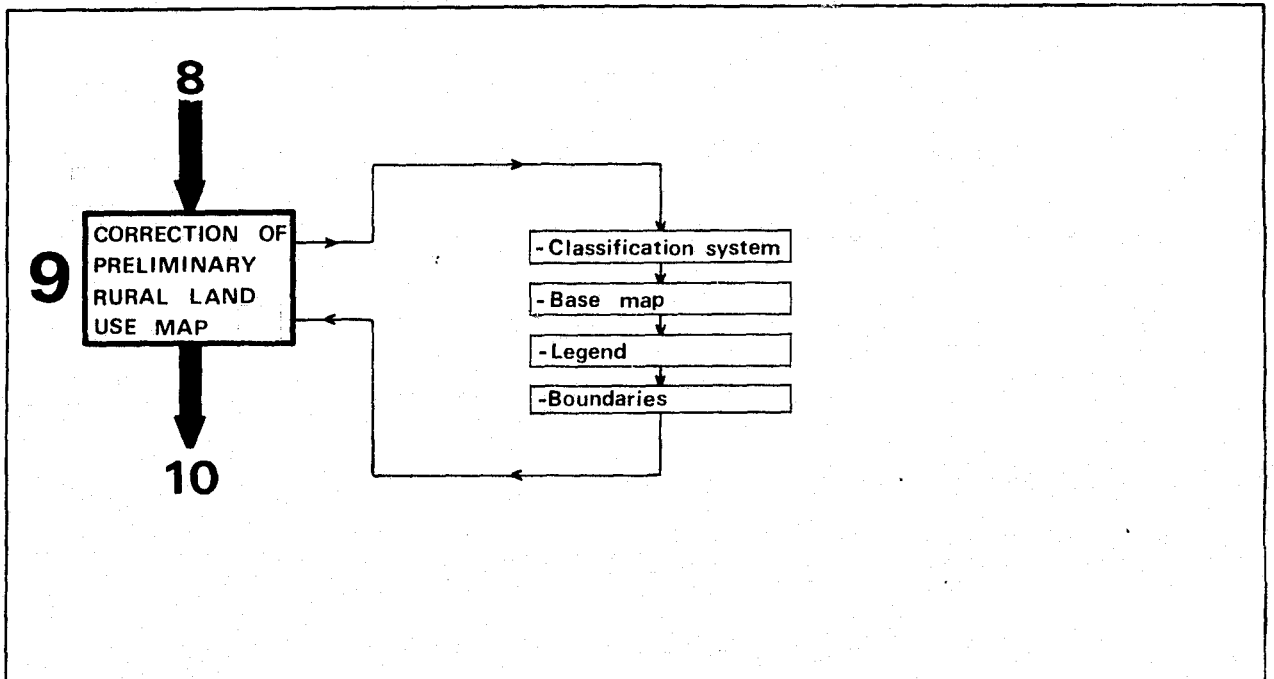 8
9
CORRECTION OF
PRELIMINARY
RURAL LAND
USE MAP
-Classification system
-Base map
-Legend
-Boundaries
10